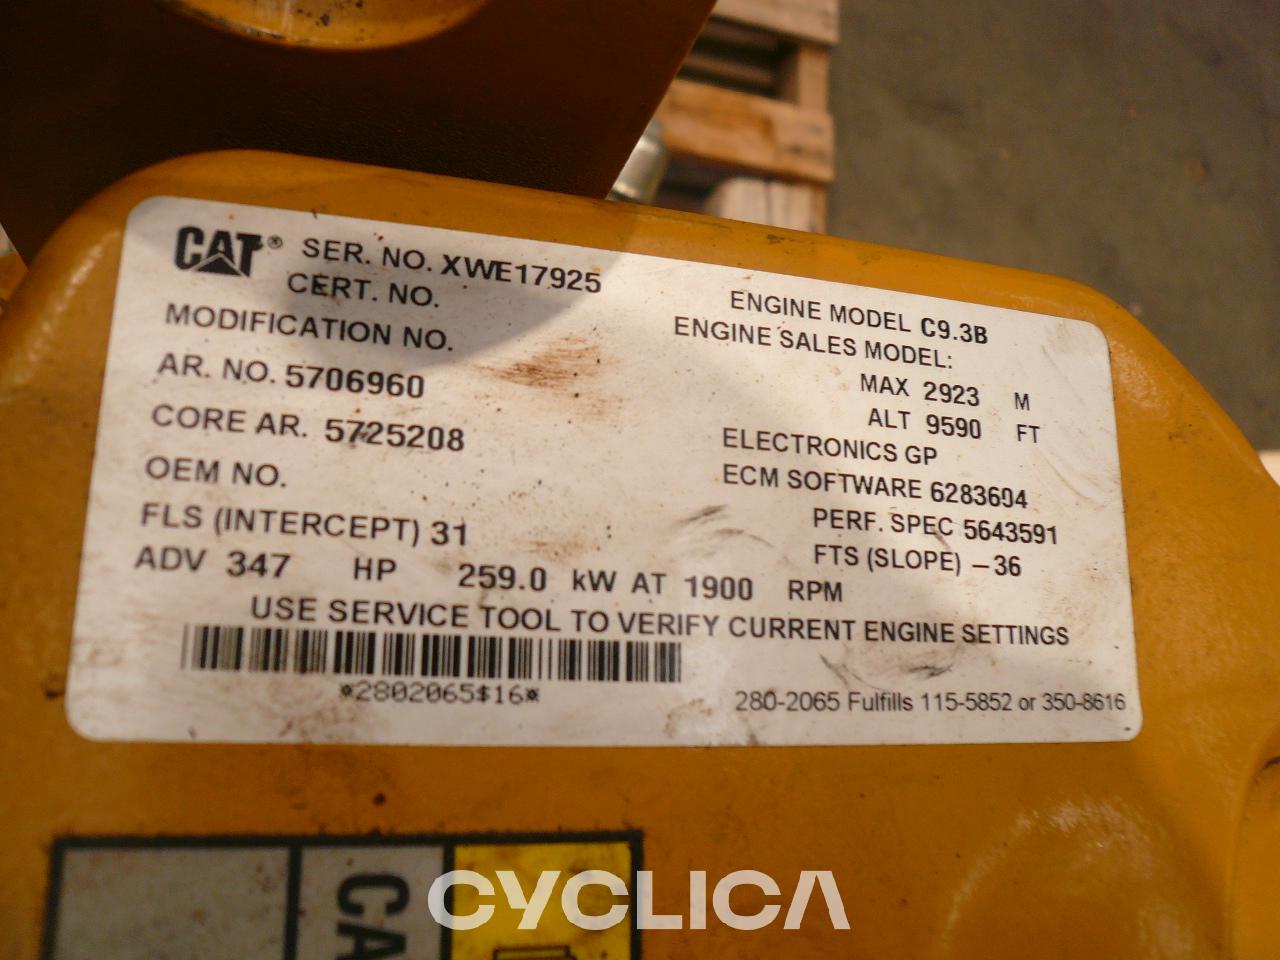 CAT® SER. NO. XWE17925
CERT. NO.
MODIFICATION NO.
AR. NO. 5706960
CORE AR. 5725208
OEM NO.
FLS (INTERCEPT) 31
ENGINE MODEL C9.3B
ENGINE SALES MODEL:
MAX 2923 M
ALT 9590 FT
ELECTRONICS GP
ECM SOFTWARE 6283604
PERF. SPEC 5643591
FTS (SLOPE) –36
ADV 347 HP 259.0 kW AT 1900 RPM
USE SERVICE TOOL TO VERIFY CURRENT ENGINE SETTINGS
*2802065$16*
280-2065 Fulfills 115-5852 or 350-8616
CA
CYCLICA